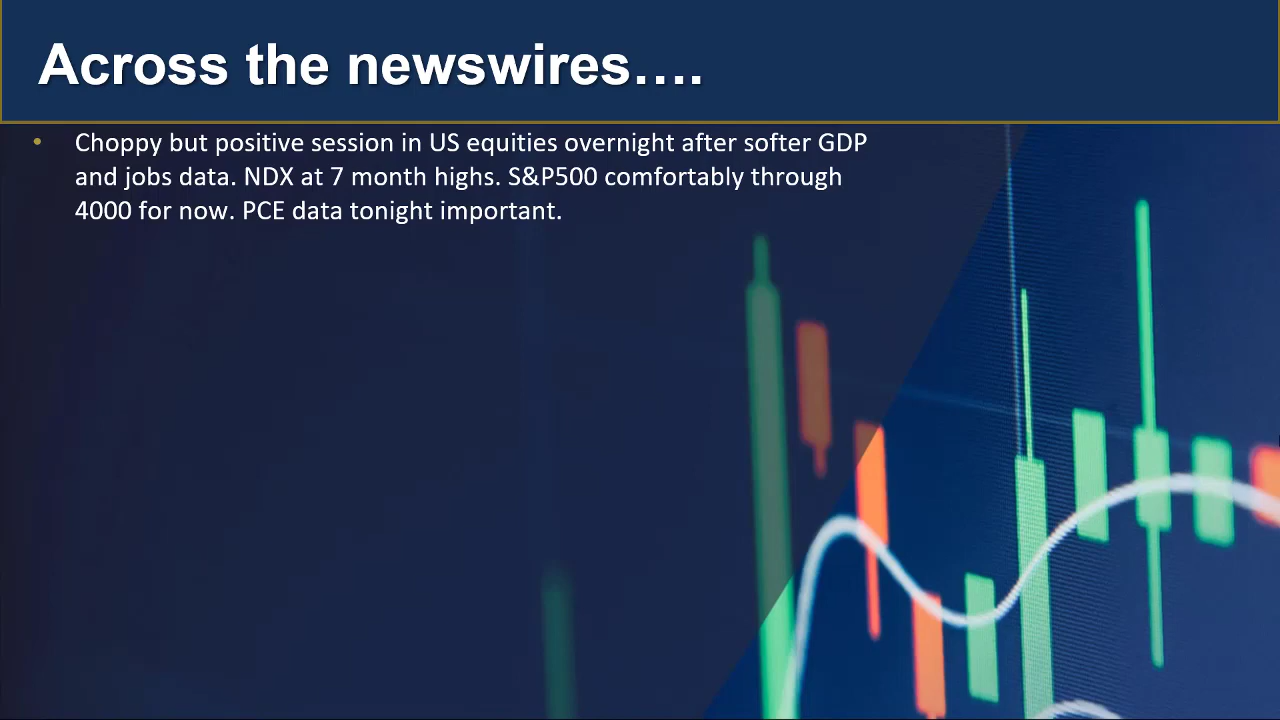 Across the newswires….
• Choppy but positive session in US equities overnight after softer GDP
and jobs data. NDX at 7 month highs. S&P500 comfortably through
4000 for now. PCE data tonight important.